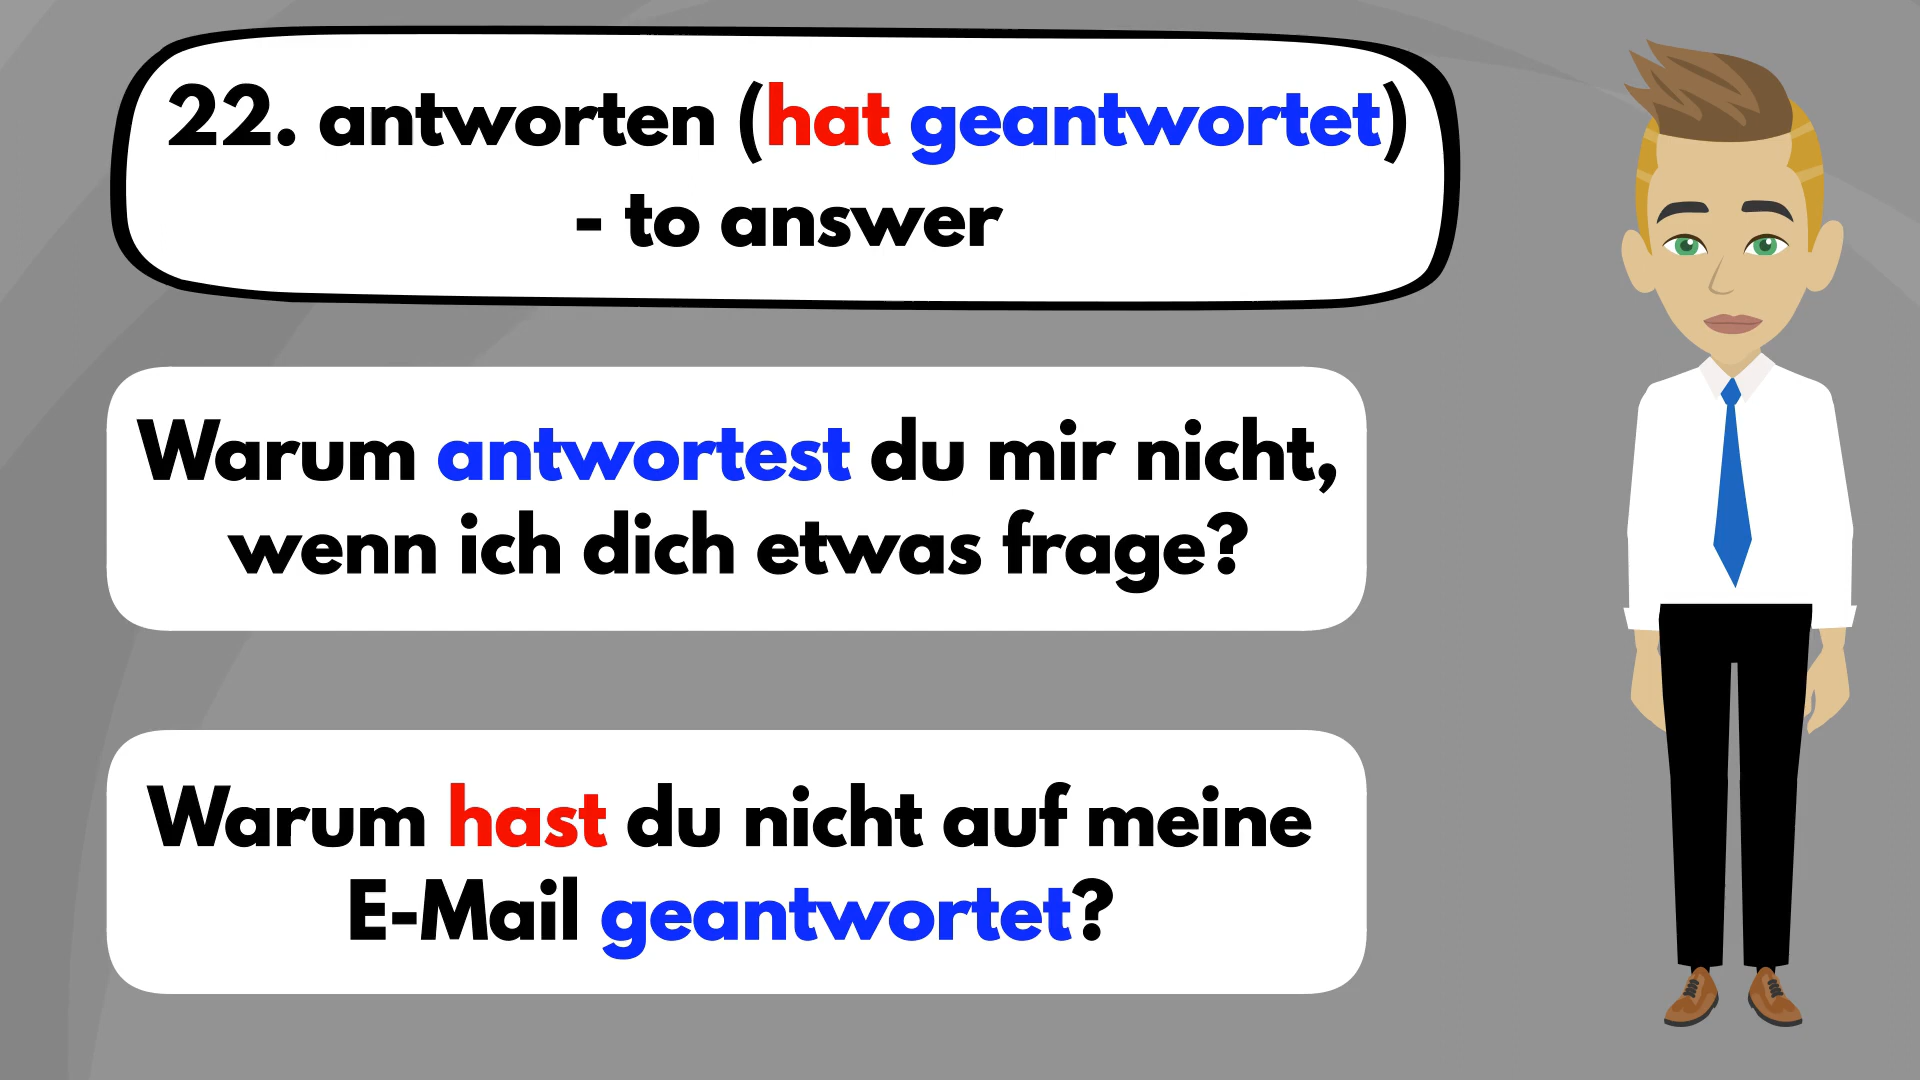 22. antworten (hat geantwortet)
- to answer
Warum antwortest du mir nicht,
wenn ich dich etwas frage?
Warum hast du nicht auf meine
E-Mail geantwortet?